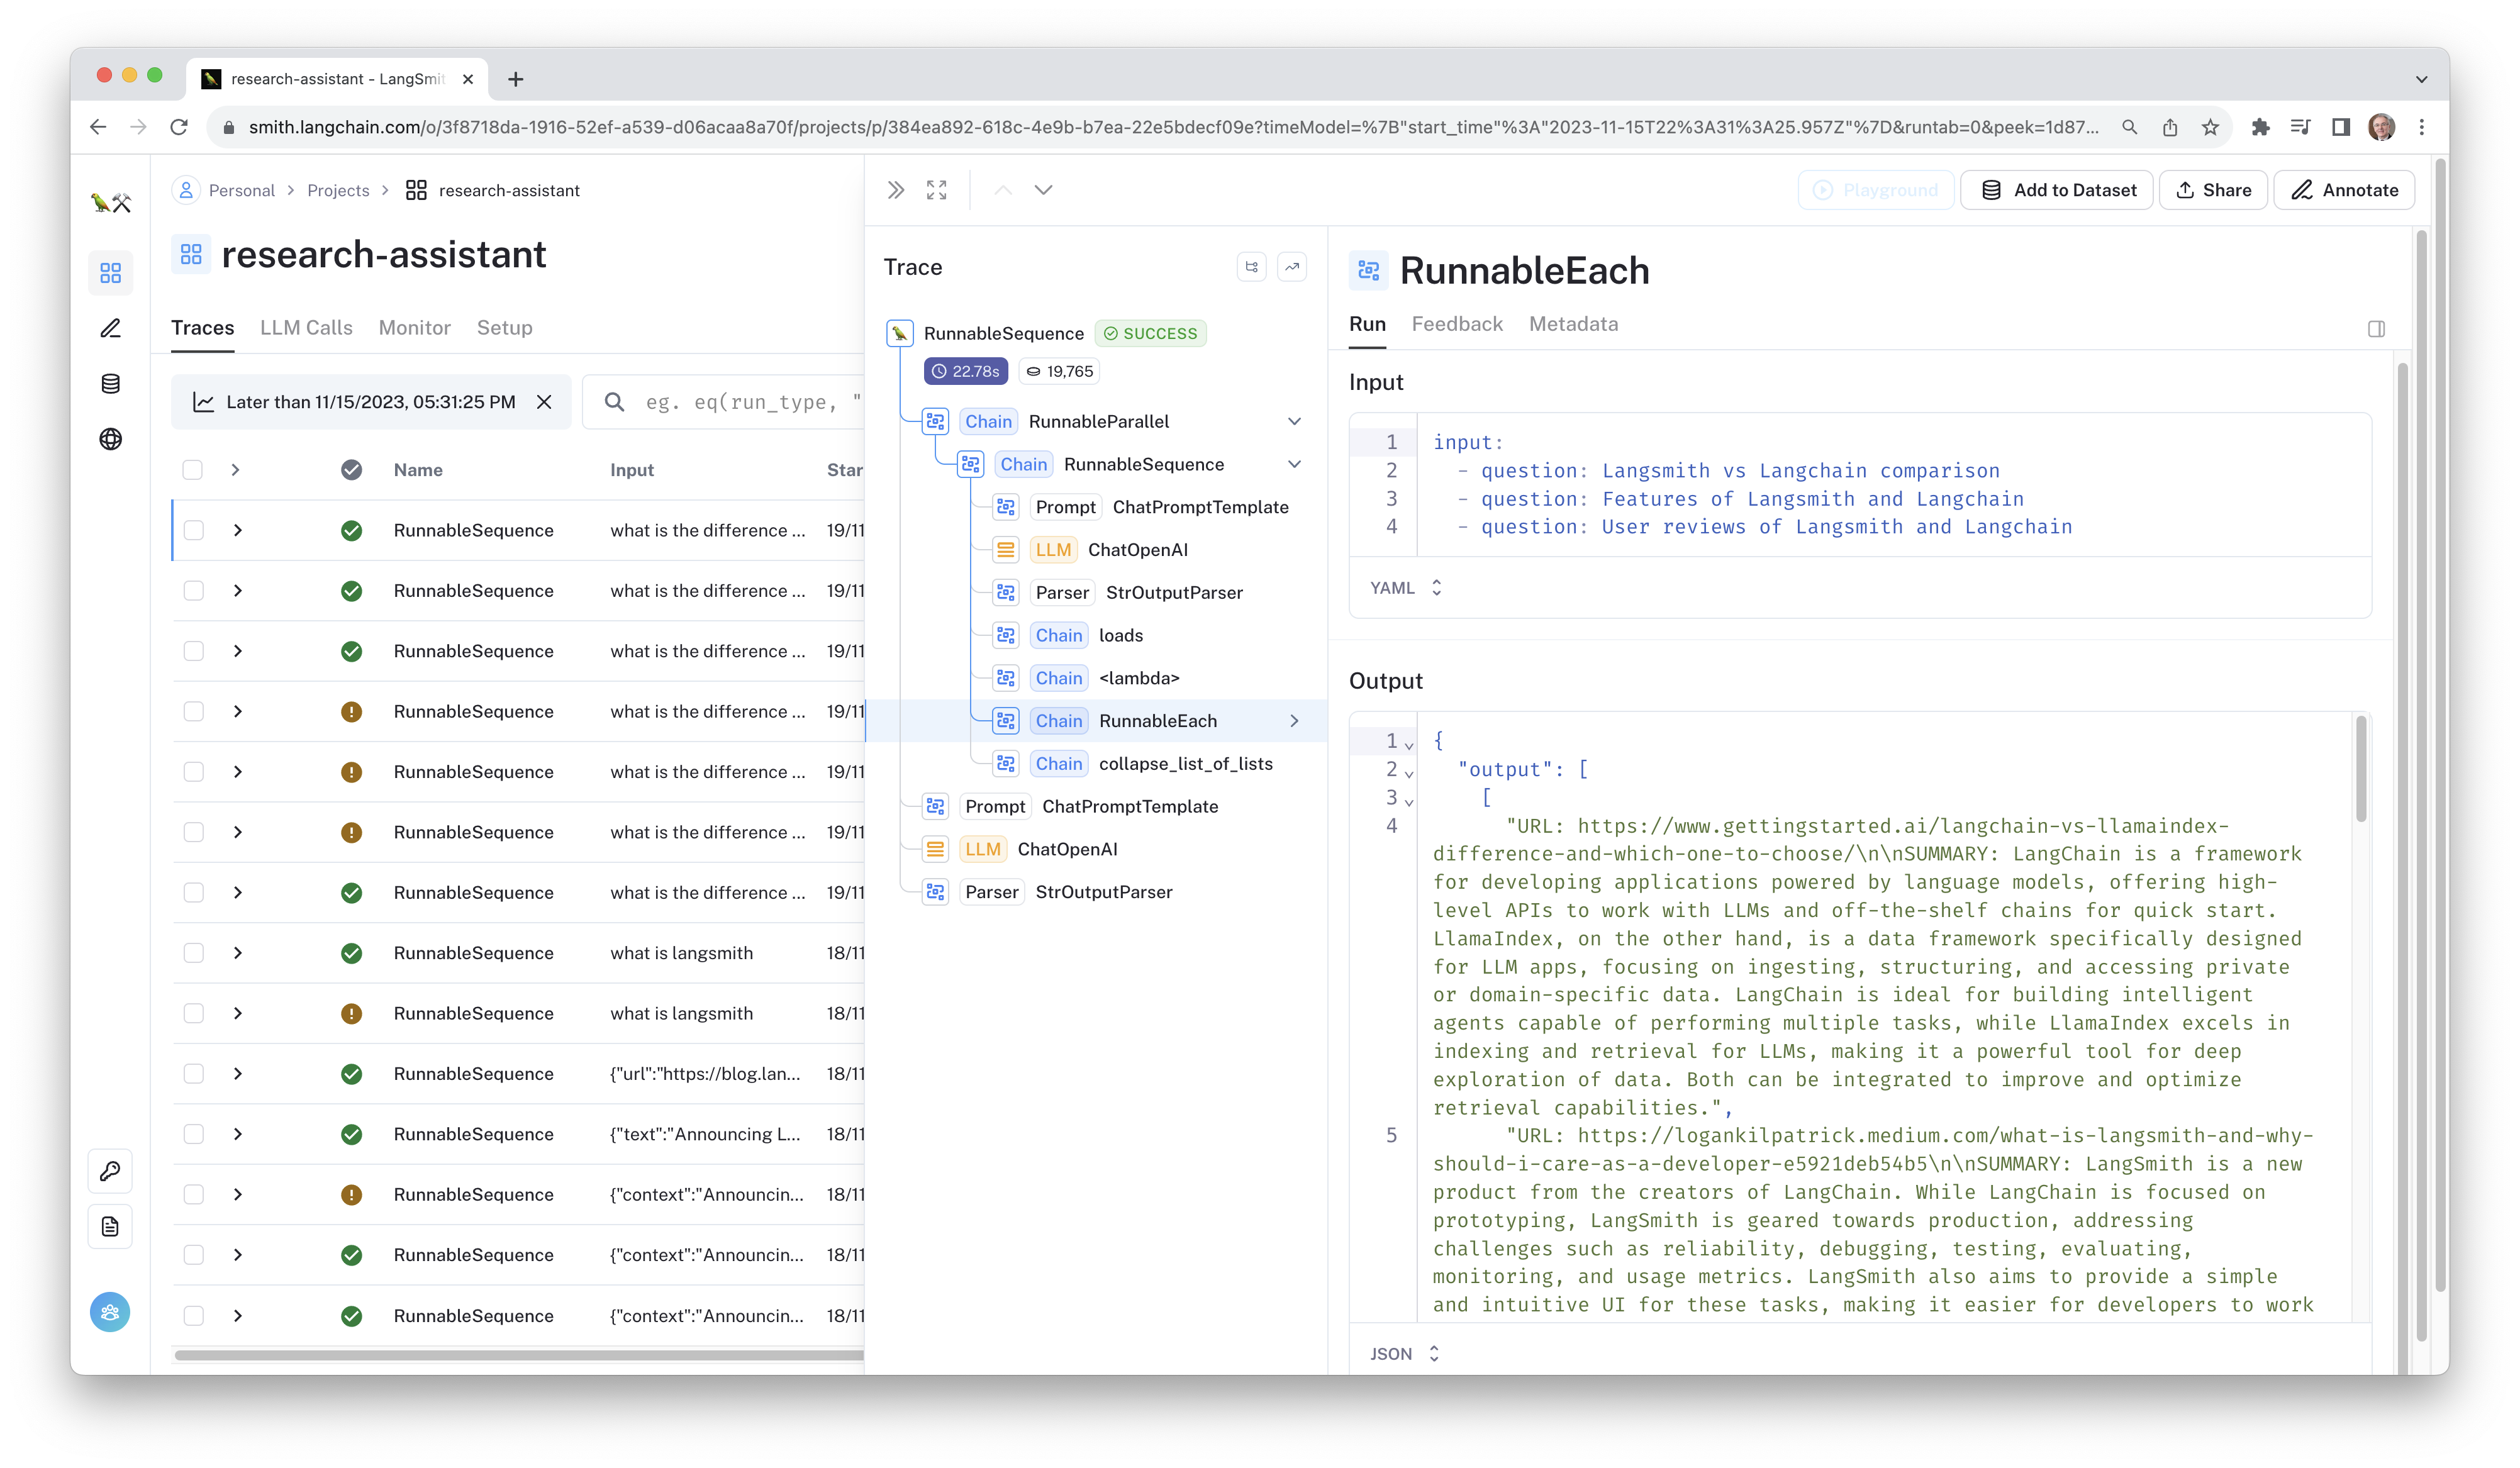 research-assistant - LangSmit
smith.langchain.com/o/3f8718da-1916-52ef-a539-d06acaa8a70f/projects/p/384ea892-618c-4e9b-b7ea-22e5bdecf09e?timeModel=%7B"start_time"%3A"2023-11-15T22%3A31%3A25.957Z"%7D&runtab=0&peek=1d87...
Personal > Projects > research-assistant
research-assistant
Traces LLM Calls Monitor Setup
Later than 11/15/2023, 05:31:25 PM
eg. eq(run_type, "
Name Input Star
RunnableSequence what is the difference ... 19/11
RunnableSequence what is the difference ... 19/11
RunnableSequence what is the difference ... 19/11
RunnableSequence what is the difference ... 19/11
RunnableSequence what is the difference ... 19/11
RunnableSequence what is the difference ... 19/11
RunnableSequence what is the difference ... 19/11
RunnableSequence what is langsmith 18/11
RunnableSequence what is langsmith 18/11
RunnableSequence {"url":"https://blog.lan... 18/11
RunnableSequence {"text":"Announcing L... 18/11
RunnableSequence {"context":"Announcin... 18/11
RunnableSequence {"context":"Announcin... 18/11
RunnableSequence {"context":"Announcin... 18/11
Playground Add to Dataset Share Annotate
Trace
RunnableSequence SUCCESS
22.78s 19,765
Chain RunnableParallel
Chain RunnableSequence
Prompt ChatPromptTemplate
LLM ChatOpenAI
Parser StrOutputParser
Chain loads
Chain <lambda>
Chain RunnableEach
Chain collapse_list_of_lists
Prompt ChatPromptTemplate
LLM ChatOpenAI
Parser StrOutputParser
RunnableEach
Run Feedback Metadata
Input
1 input:
2 - question: Langsmith vs Langchain comparison
3 - question: Features of Langsmith and Langchain
4 - question: User reviews of Langsmith and Langchain
YAML
Output
1 {
2 "output": [
3 [
4 "URL: https://www.gettingstarted.ai/langchain-vs-llamaindex-
difference-and-which-one-to-choose/\n\nSUMMARY: LangChain is a framework
for developing applications powered by language models, offering high-
level APIs to work with LLMs and off-the-shelf chains for quick start.
LlamaIndex, on the other hand, is a data framework specifically designed
for LLM apps, focusing on ingesting, structuring, and accessing private
or domain-specific data. LangChain is ideal for building intelligent
agents capable of performing multiple tasks, while LlamaIndex excels in
indexing and retrieval for LLMs, making it a powerful tool for deep
exploration of data. Both can be integrated to improve and optimize
retrieval capabilities.",
5 "URL: https://logankilpatrick.medium.com/what-is-langsmith-and-why-
should-i-care-as-a-developer-e5921deb54b5\n\nSUMMARY: LangSmith is a new
product from the creators of LangChain. While LangChain is focused on
prototyping, LangSmith is geared towards production, addressing
challenges such as reliability, debugging, testing, evaluating,
monitoring, and usage metrics. LangSmith also aims to provide a simple
and intuitive UI for these tasks, making it easier for developers to work
JSON